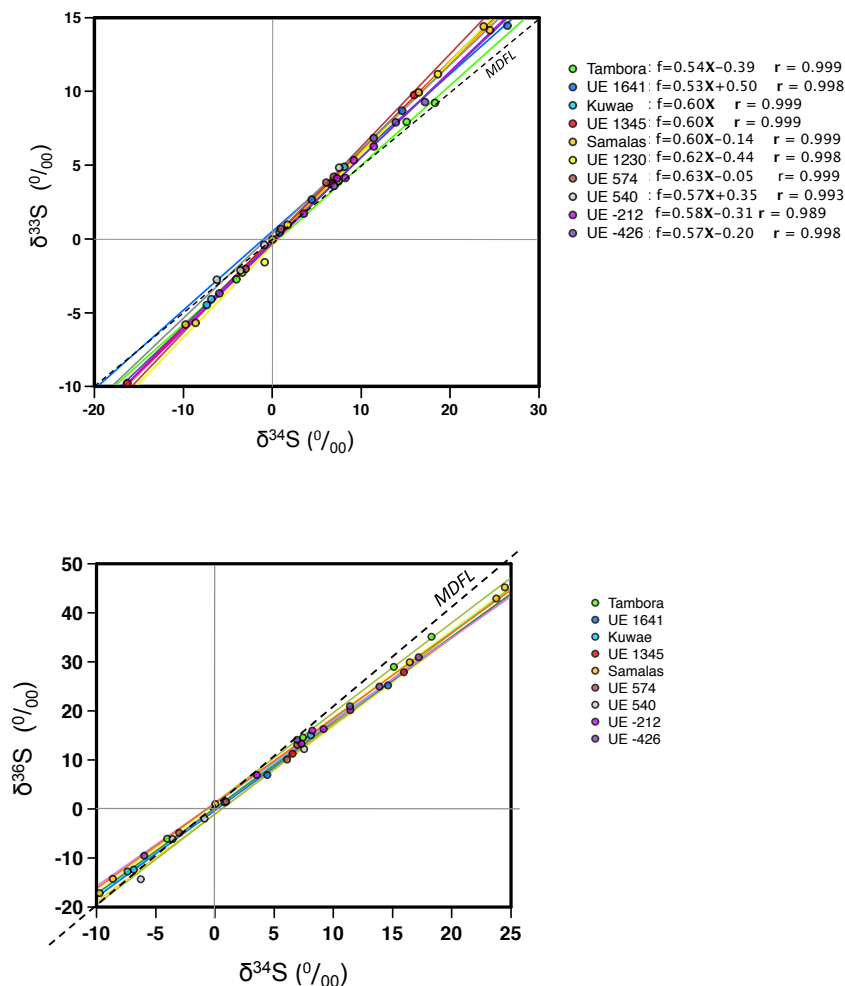 15
10
5
0
-5
-10
-20
-10
0
10
20
30
δ33S (0/00)
δ34S (0/00)
MDFL
Tambora: f=0.54X−0.39 r = 0.999
UE 1641: f=0.53X+0.50 r = 0.998
Kuwae : f=0.60X r = 0.999
UE 1345: f=0.60X r = 0.999
Samalas: f=0.60X−0.14 r = 0.999
UE 1230: f=0.62X−0.44 r = 0.998
UE 574 : f=0.63X−0.05 r= 0.999
UE 540 : f=0.57X+0.35 r = 0.993
UE -212 : f=0.58X−0.31 r = 0.989
UE -426 : f=0.57X−0.20 r = 0.998
50
40
30
20
10
0
-10
-20
-10
-5
0
5
10
15
20
25
δ36S (0/00)
δ34S (0/00)
MDFL
Tambora
UE 1641
Kuwae
UE 1345
Samalas
UE 574
UE 540
UE -212
UE -426